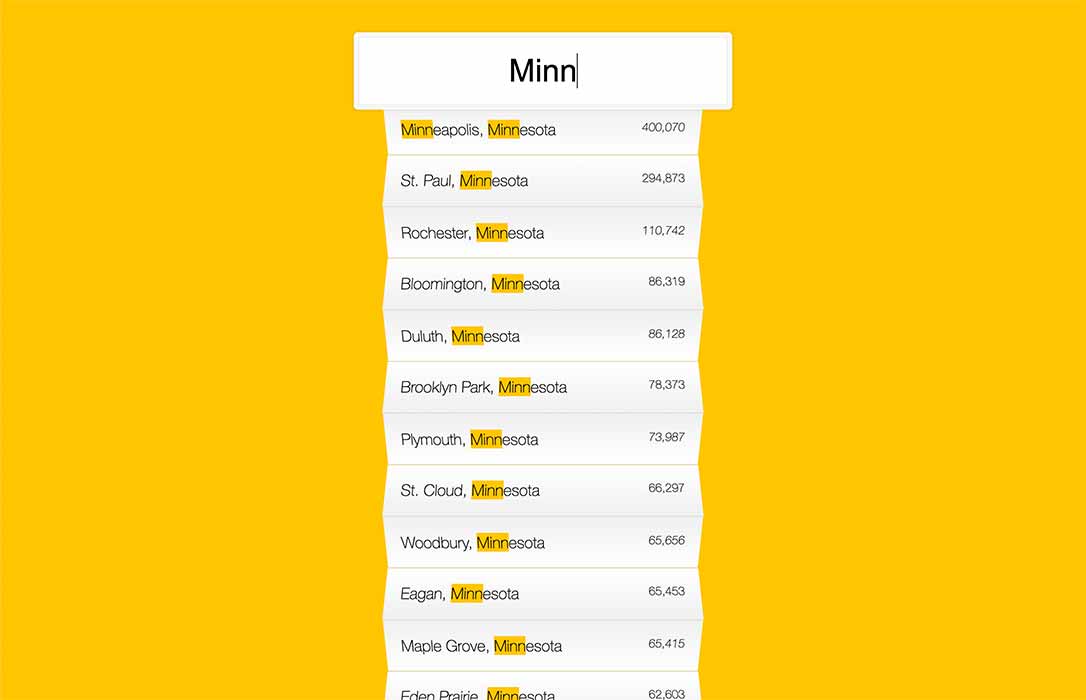 Minn
Minneapolis, Minnesota 400,070
St. Paul, Minnesota 294,873
Rochester, Minnesota 110,742
Bloomington, Minnesota 86,319
Duluth, Minnesota 86,128
Brooklyn Park, Minnesota 78,373
Plymouth, Minnesota 73,987
St. Cloud, Minnesota 66,297
Woodbury, Minnesota 65,656
Eagan, Minnesota 65,453
Maple Grove, Minnesota 65,415
Eden Prairie, Minnesota 62,603